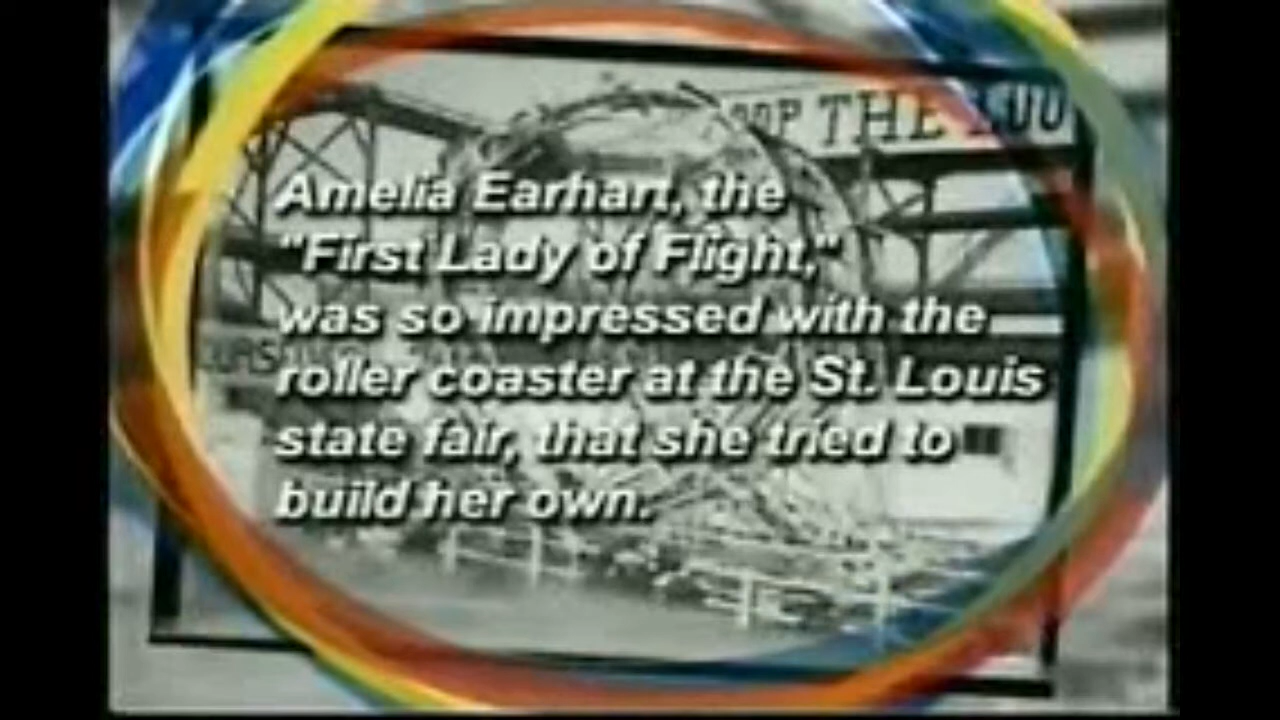 THE
Amelia Earhart, the
"First Lady of Flight,"
was so impressed with the
roller coaster at the St. Louis
state fair, that she tried to
build her own.